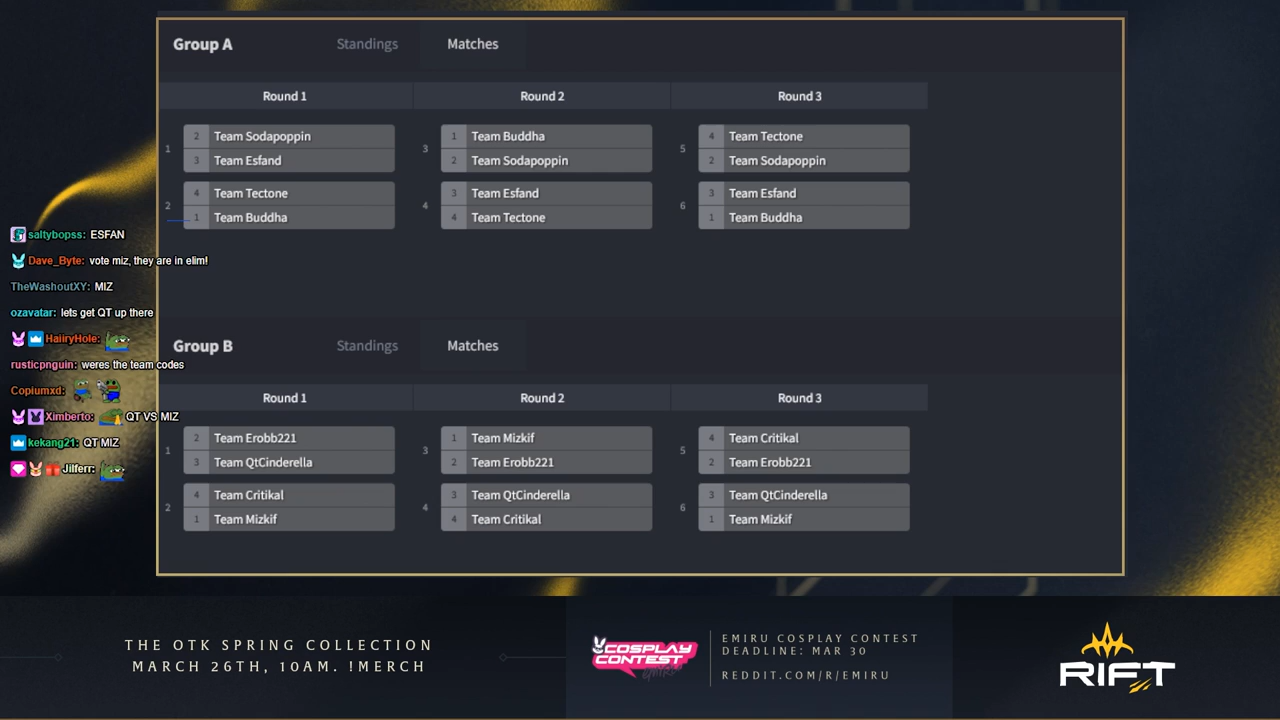 Group A
Standings
Matches
Round 1
Round 2
Round 3
1
2 Team Sodapoppin
3 Team Esfand
2
4 Team Tectone
1 Team Buddha
3
1 Team Buddha
2 Team Sodapoppin
4
3 Team Esfand
4 Team Tectone
5
4 Team Tectone
2 Team Sodapoppin
6
3 Team Esfand
1 Team Buddha
Group B
Standings
Matches
Round 1
Round 2
Round 3
1
2 Team Erobb221
3 Team QtCinderella
2
4 Team Critikal
1 Team Mizkif
3
1 Team Mizkif
2 Team Erobb221
4
3 Team QtCinderella
4 Team Critikal
5
4 Team Critikal
2 Team Erobb221
6
3 Team QtCinderella
1 Team Mizkif
saltybopss: ESFAN
Dave_Byte: vote miz, they are in elim!
TheWashoutXY: MIZ
ozavatar: lets get QT up there
HaiiryHole:
rusticpnguin: weres the team codes
Copiumxd:
Ximberto: QT VS MIZ
kekang21: QT MIZ
Jilferr:
THE OTK SPRING COLLECTION
MARCH 26TH, 10AM. !MERCH
COSPLAY
CONTEST
EMIRU
EMIRU COSPLAY CONTEST
DEADLINE: MAR 30
REDDIT.COM/R/EMIRU
RIFT